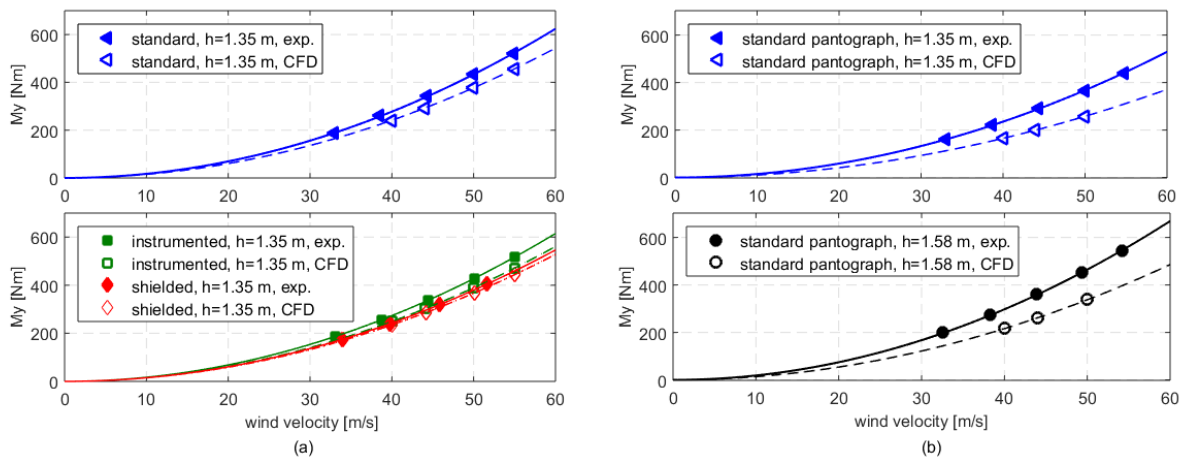 600
400
200
0
My [Nm]
standard, h=1.35 m, exp.
standard, h=1.35 m, CFD
0 10 20 30 40 50 60
600
400
200
0
My [Nm]
instrumented, h=1.35 m, exp.
instrumented, h=1.35 m, CFD
shielded, h=1.35 m, exp.
shielded, h=1.35 m, CFD
0 10 20 30 40 50 60
wind velocity [m/s]
(a)
600
400
200
0
My [Nm]
standard pantograph, h=1.35 m, exp.
standard pantograph, h=1.35 m, CFD
0 10 20 30 40 50 60
600
400
200
0
My [Nm]
standard pantograph, h=1.58 m, exp.
standard pantograph, h=1.58 m, CFD
0 10 20 30 40 50 60
wind velocity [m/s]
(b)